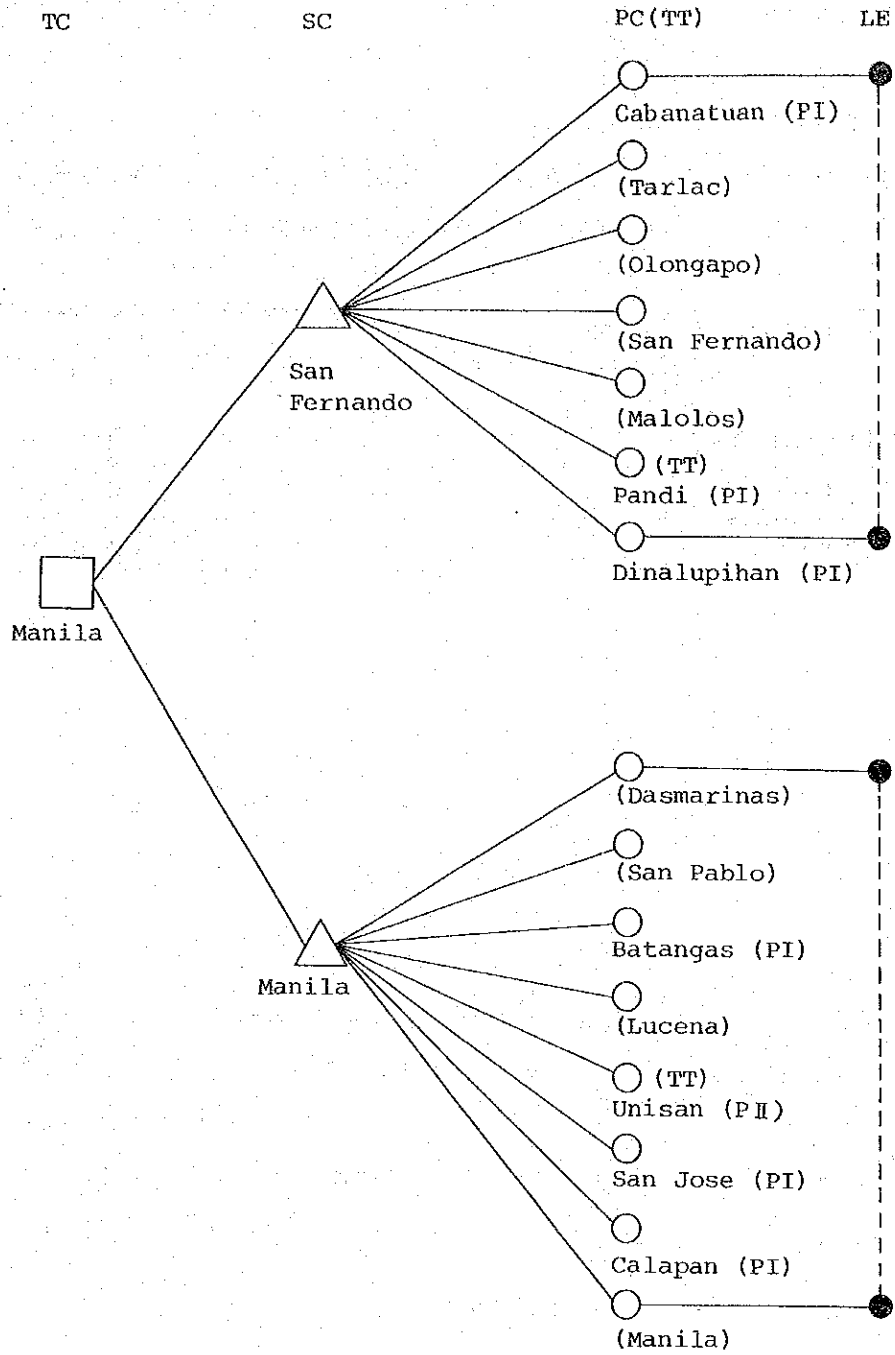 TC SC PC(TT) LE
Cabanatuan (PI)
(Tarlac)
(Olongapo)
(San Fernando)
San
Fernando
(Malolos)
(TT)
Pandi (PI)
Dinalupihan (PI)
Manila
(Dasmarinas)
(San Pablo)
Batangas (PI)
Manila
(Lucena)
(TT)
Unisan (PⅡ)
San Jose (PI)
Calapan (PI)
(Manila)